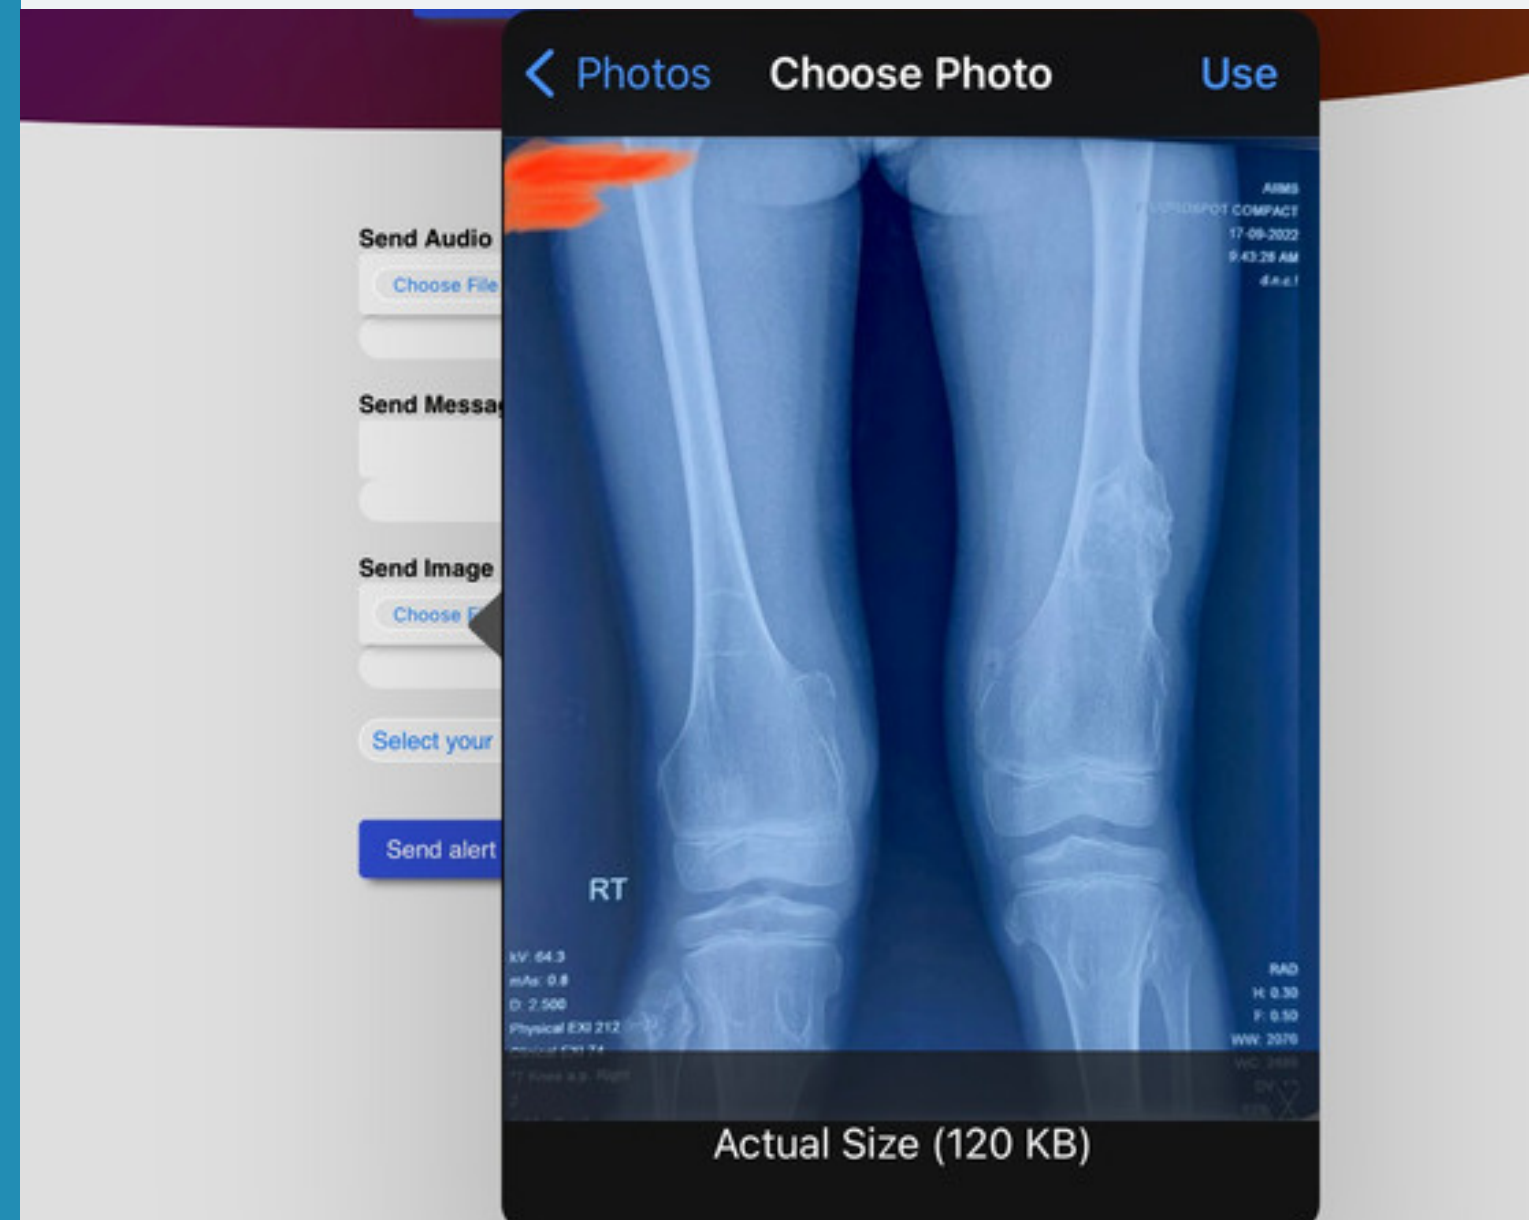 Photos
Choose Photo
Use
Send Audio
Choose File
Send Messa
Send Image
Choose F
Select your
Send alert
COMPACT
17-09-2022
9:43:28 AM
d.n.c.!
RT
kV: 64.3
mAs: 0.8
D: 2.500
Physical EXI 212
RAD
H: 0.30
F: 0.50
WW: 2076
Actual Size (120 KB)